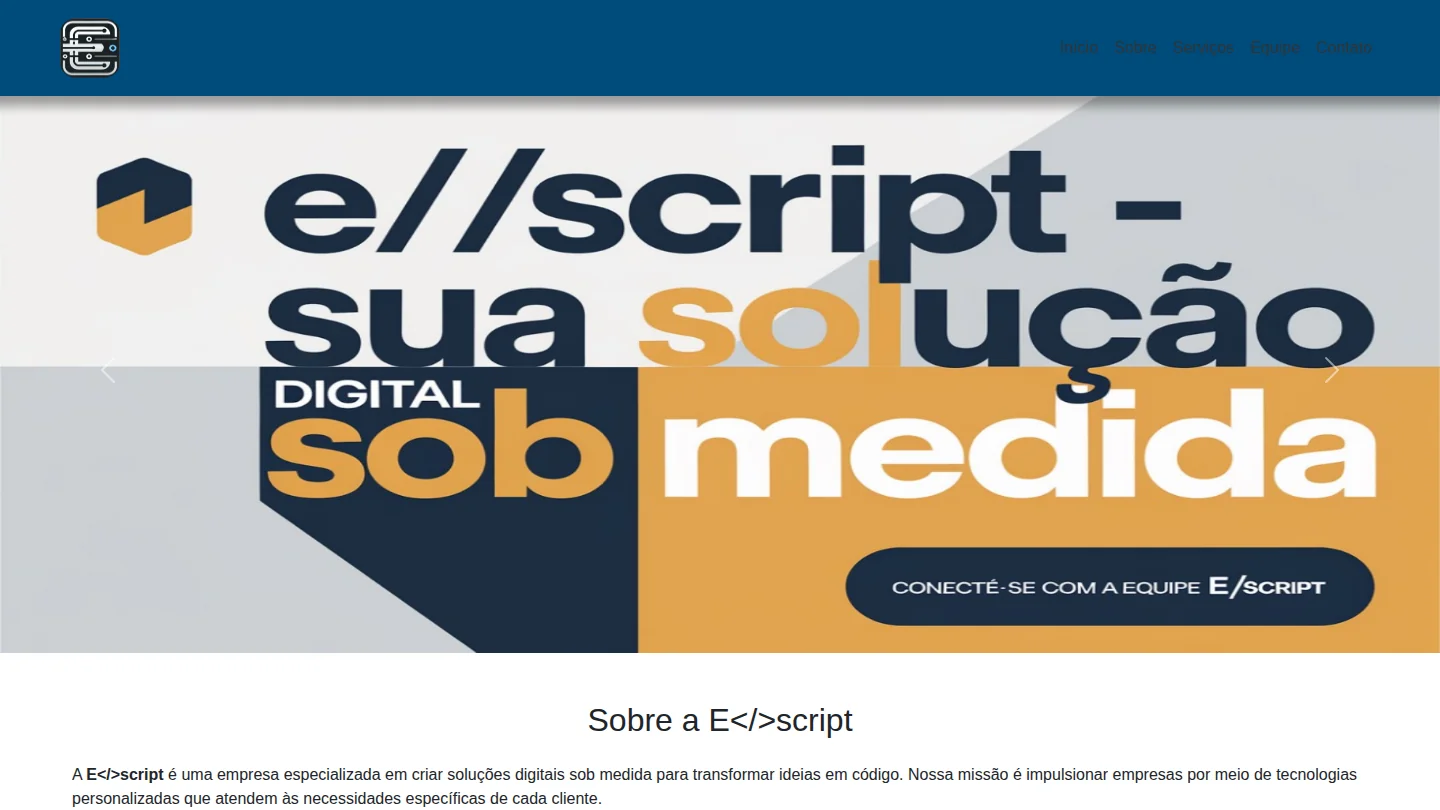 Início Sobre Serviços Equipe Contato
e//script -
sua solução
DIGITAL
sob medida
CONECTÉ-SE COM A EQUIPE E/SCRIPT
Sobre a E</>script
A E</>script é uma empresa especializada em criar soluções digitais sob medida para transformar ideias em código. Nossa missão é impulsionar empresas por meio de tecnologias
personalizadas que atendem às necessidades específicas de cada cliente.